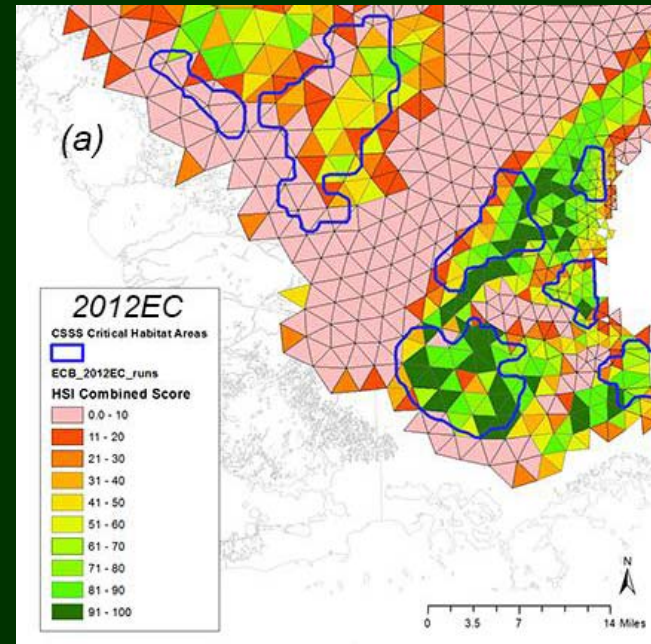 (a)
2012EC
CSSS Critical Habitat Areas
ECB_2012EC_runs
HSI Combined Score
0.0 - 10
11 - 20
21 - 30
31 - 40
41 - 50
51 - 60
61 - 70
71 - 80
81 - 90
91 - 100
N
0 3.5 7 14 Miles